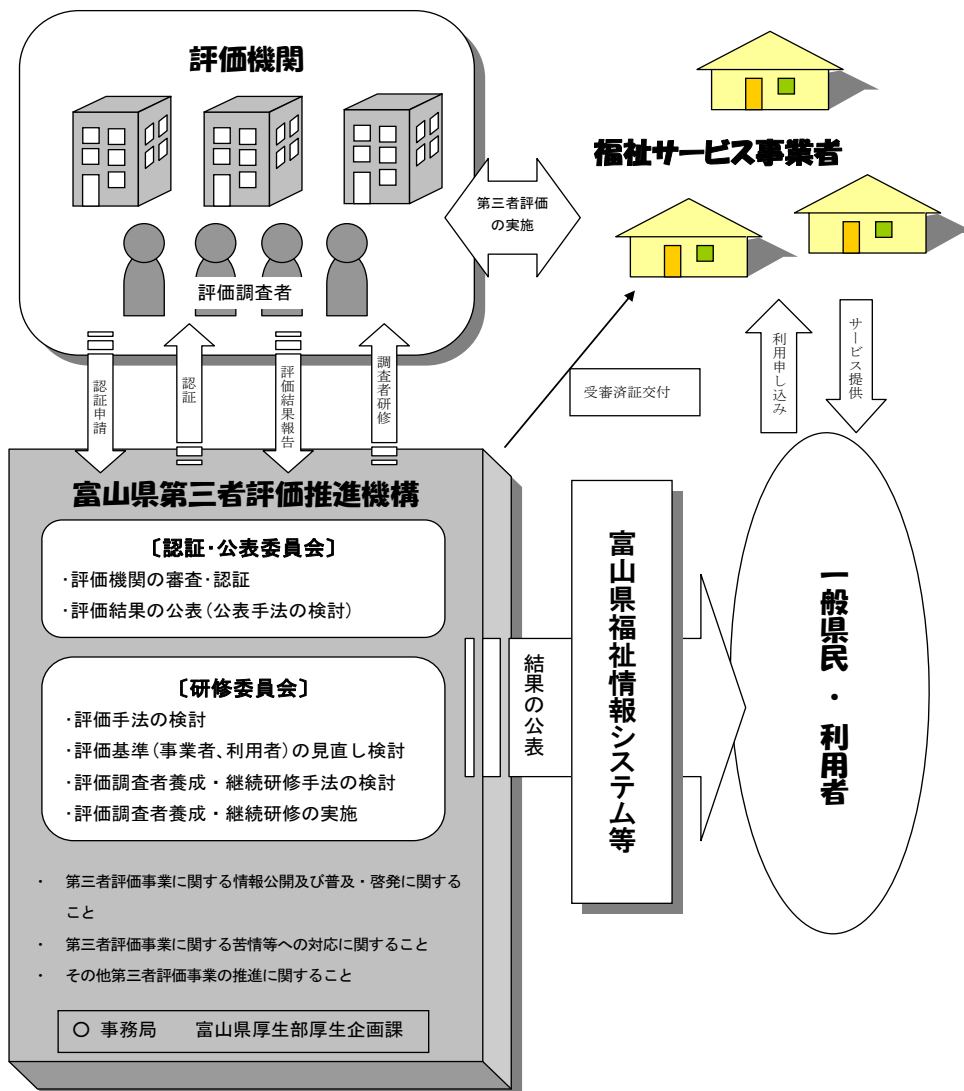 評価機関
福祉サービス事業者
第三者評価
の実施
評価調査者
認証申請
認証
評価結果報告
調査者研修
受審済証交付
利用申し込み
サービス提供
富山県第三者評価推進機構
〔認証・公表委員会〕
・評価機関の審査・認証
・評価結果の公表(公表手法の検討)
〔研修委員会〕
・評価手法の検討
・評価基準(事業者、利用者)の見直し検討
・評価調査者養成・継続研修手法の検討
・評価調査者養成・継続研修の実施
・ 第三者評価事業に関する情報公開及び普及・啓発に関する
こと
・ 第三者評価事業に関する苦情等への対応に関すること
・ その他第三者評価事業の推進に関すること
○ 事務局 富山県厚生部厚生企画課
結果の公表
富山県福祉情報システム等
一般県民・利用者